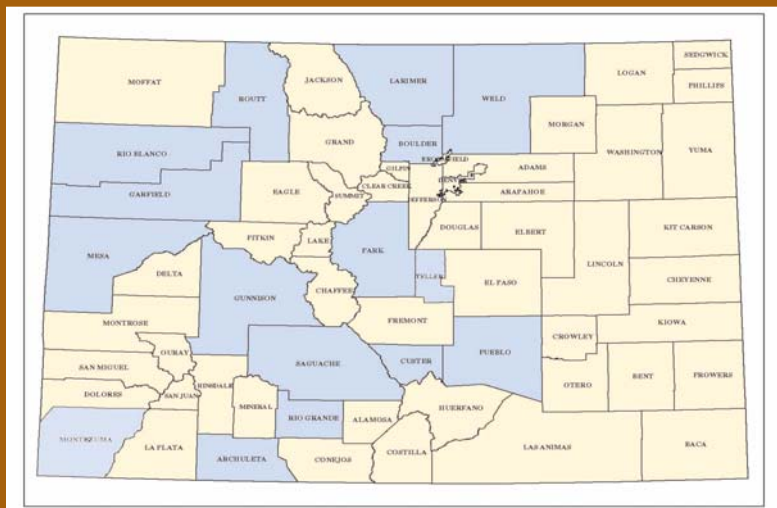 SEDGWICK
LOGAN
JACKSON
LARIMER
MOFFAT
PHILLIPS
ROUTT
WELD
MORGAN
GRAND
BOULDER
RIO BLANCO
WASHINGTON
YUMA
BROOMFIELD
GILPIN
ADAMS
DENVER
CLEAR CREEK
EAGLE
GARFIELD
ARAPAHOE
SUMMIT
JEFFERSON
DOUGLAS
ELBERT
KIT CARSON
PITKIN
LAKE
PARK
MESA
LINCOLN
DELTA
TELLER
CHEYENNE
EL PASO
CHAFFEE
GUNNISON
FREMONT
MONTROSE
KIOWA
CROWLEY
OURAY
CUSTER
PUEBLO
SAGUACHE
SAN MIGUEL
BENT
PROWERS
OTERO
DOLORES
SAN JUAN
HINSDALE
MINERAL
HUERFANO
RIO GRANDE
ALAMOSA
MONTEZUMA
LA PLATA
LAS ANIMAS
BACA
COSTILLA
ARCHULETA
CONEJOS